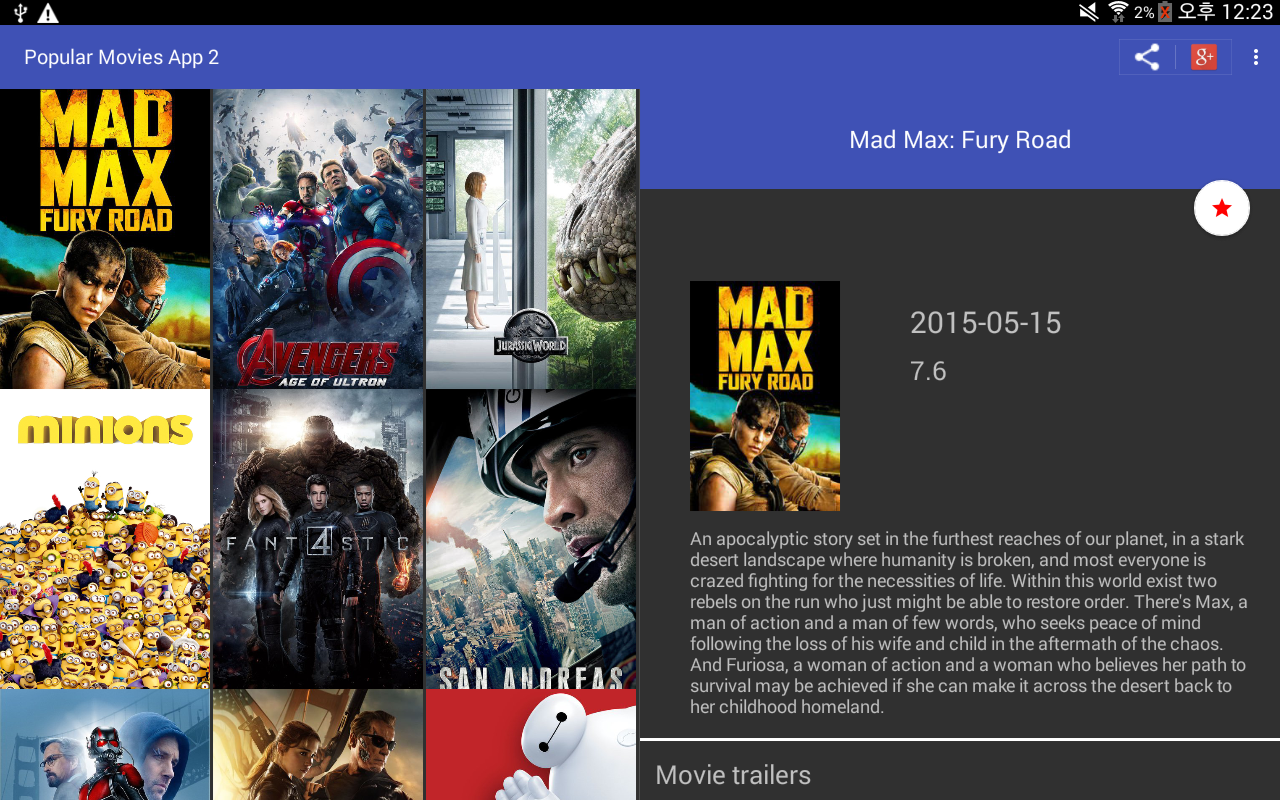 2% 오후 12:23
Popular Movies App 2
g+
MAD
MAX
FURY ROAD
AVENGERS
AGE OF ULTRON
JURASSIC WORLD
minions
FANT4STIC
SAN ANDREAS
Mad Max: Fury Road
MAD
MAX
FURY ROAD
2015-05-15
7.6
An apocalyptic story set in the furthest reaches of our planet, in a stark
desert landscape where humanity is broken, and most everyone is
crazed fighting for the necessities of life. Within this world exist two
rebels on the run who just might be able to restore order. There's Max, a
man of action and a man of few words, who seeks peace of mind
following the loss of his wife and child in the aftermath of the chaos.
And Furiosa, a woman of action and a woman who believes her path to
survival may be achieved if she can make it across the desert back to
her childhood homeland.
Movie trailers